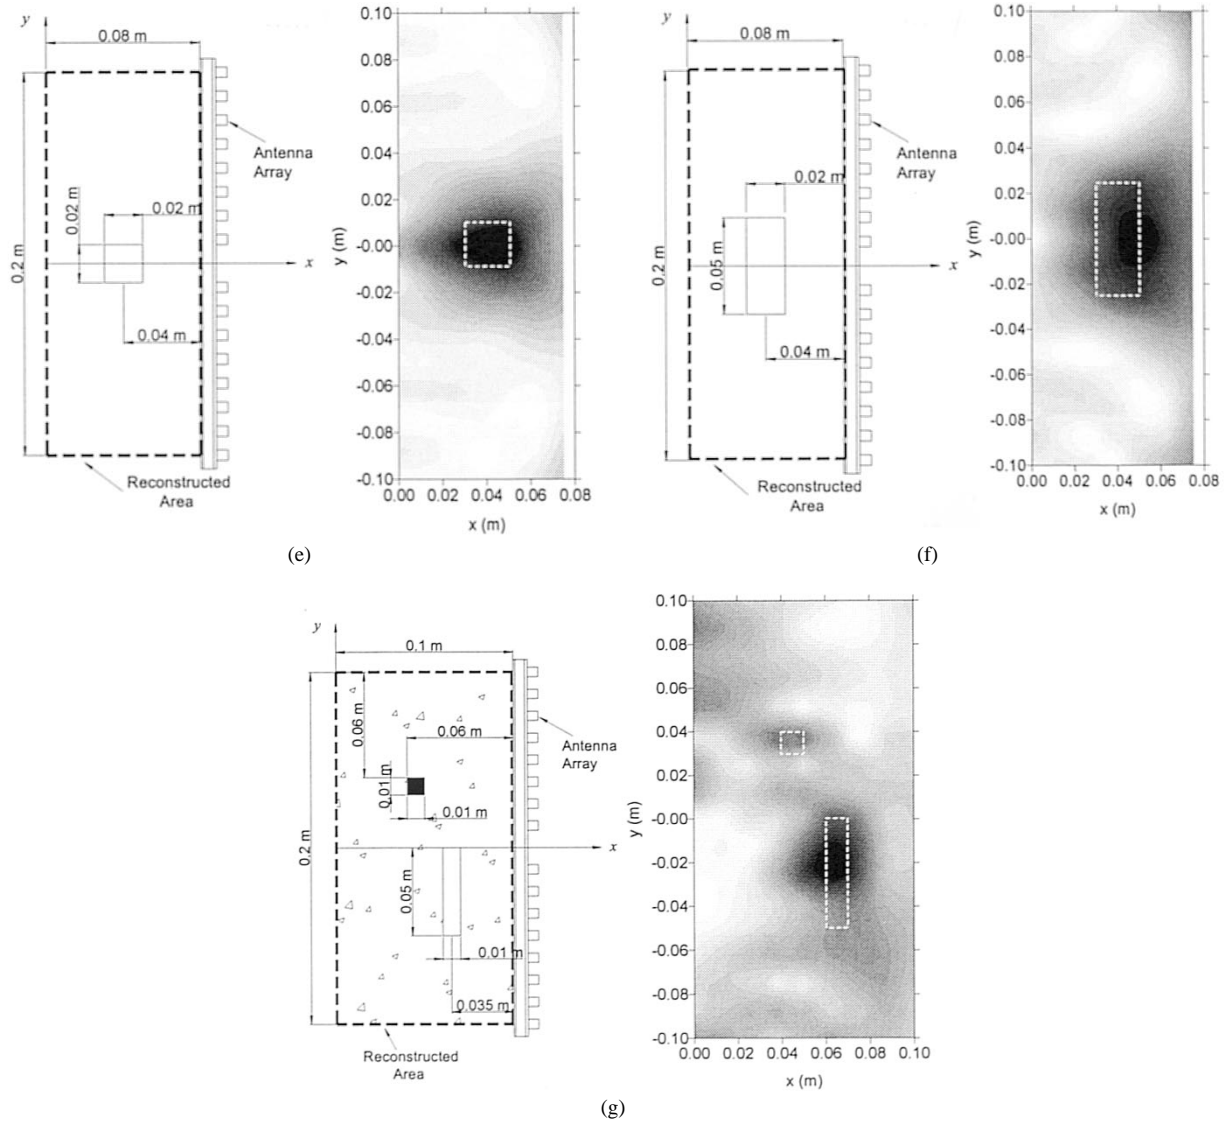 y
0.08 m
0.2 m
0.02 m
0.02 m
x
0.04 m
Antenna
Array
Reconstructed
Area
0.10
0.08
0.06
0.04
0.02
-0.00
-0.02
-0.04
-0.06
-0.08
-0.10
y (m)
0.00 0.02 0.04 0.06 0.08
x (m)
(e)
y
0.08 m
0.2 m
0.02 m
0.05 m
x
0.04 m
Antenna
Array
Reconstructed
Area
0.10
0.08
0.06
0.04
0.02
-0.00
-0.02
-0.04
-0.06
-0.08
-0.10
y (m)
0.00 0.02 0.04 0.06 0.08
x (m)
(f)
y
0.1 m
0.06 m
0.06 m
0.01 m
0.01 m
0.2 m
x
0.05 m
0.01 m
0.035 m
Antenna
Array
Reconstructed
Area
0.10
0.08
0.06
0.04
0.02
-0.00
-0.02
-0.04
-0.06
-0.08
-0.10
y (m)
0.00 0.02 0.04 0.06 0.08 0.10
x (m)
(g)